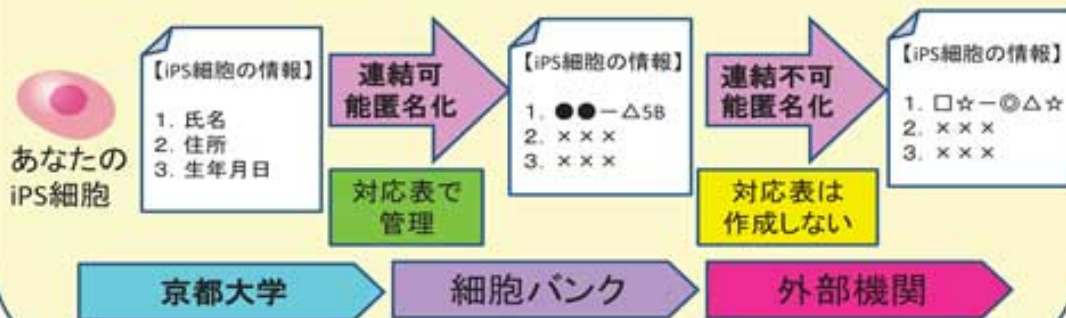 あなたの
iPS細胞
【iPS細胞の情報】
1. 氏名
2. 住所
3. 生年月日
連結可
能匿名化
対応表で
管理
【iPS細胞の情報】
1. ●●－△58
2. ×××
3. ×××
連結不可
能匿名化
対応表は
作成しない
【iPS細胞の情報】
1. □☆－◎△☆
2. ×××
3. ×××
京都大学
細胞バンク
外部機関